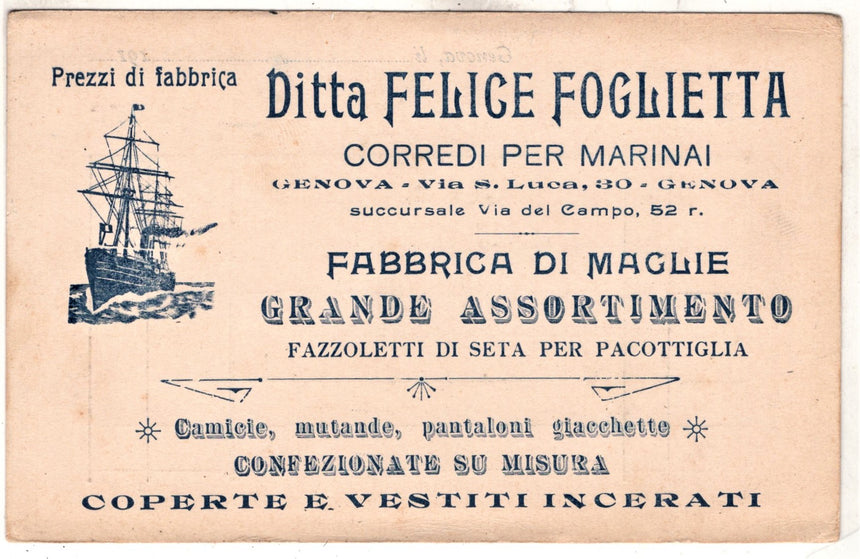 Prezzi di fabbrica
Ditta FELICE FOGLIETTA
CORREDI PER MARINAI
GENOVA - Via S. Luca, 30 - GENOVA
succursale Via del Campo, 52 r.
FABBRICA DI MAGLIE
GRANDE ASSORTIMENTO
FAZZOLETTI DI SETA PER PACOTTIGLIA
Camicie, mutande, pantaloni giacchette
CONFEZIONATE SU MISURA
COPERTE E VESTITI INCERATI